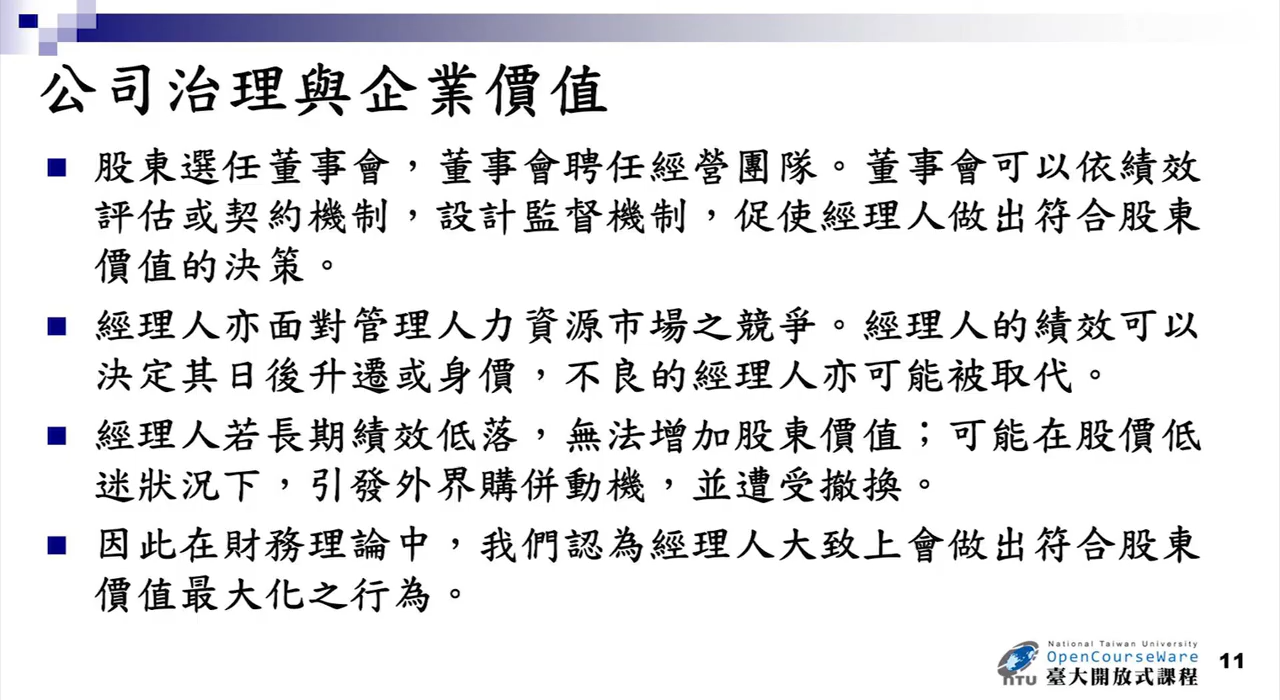 公司治理與企業價值
股東選任董事會，董事會聘任經營團隊。董事會可以依績效
評估或契約機制，設計監督機制，促使經理人做出符合股東
價值的決策。
經理人亦面對管理人力資源市場之競爭。經理人的績效可以
決定其日後升遷或身價，不良的經理人亦可能被取代。
經理人若長期績效低落，無法增加股東價值；可能在股價低
迷狀況下，引發外界購併動機，並遭受撤換。
因此在財務理論中，我們認為經理人大致上會做出符合股東
價值最大化之行為。
National Taiwan University
OpenCourseWare
NTU 臺大開放式課程
11